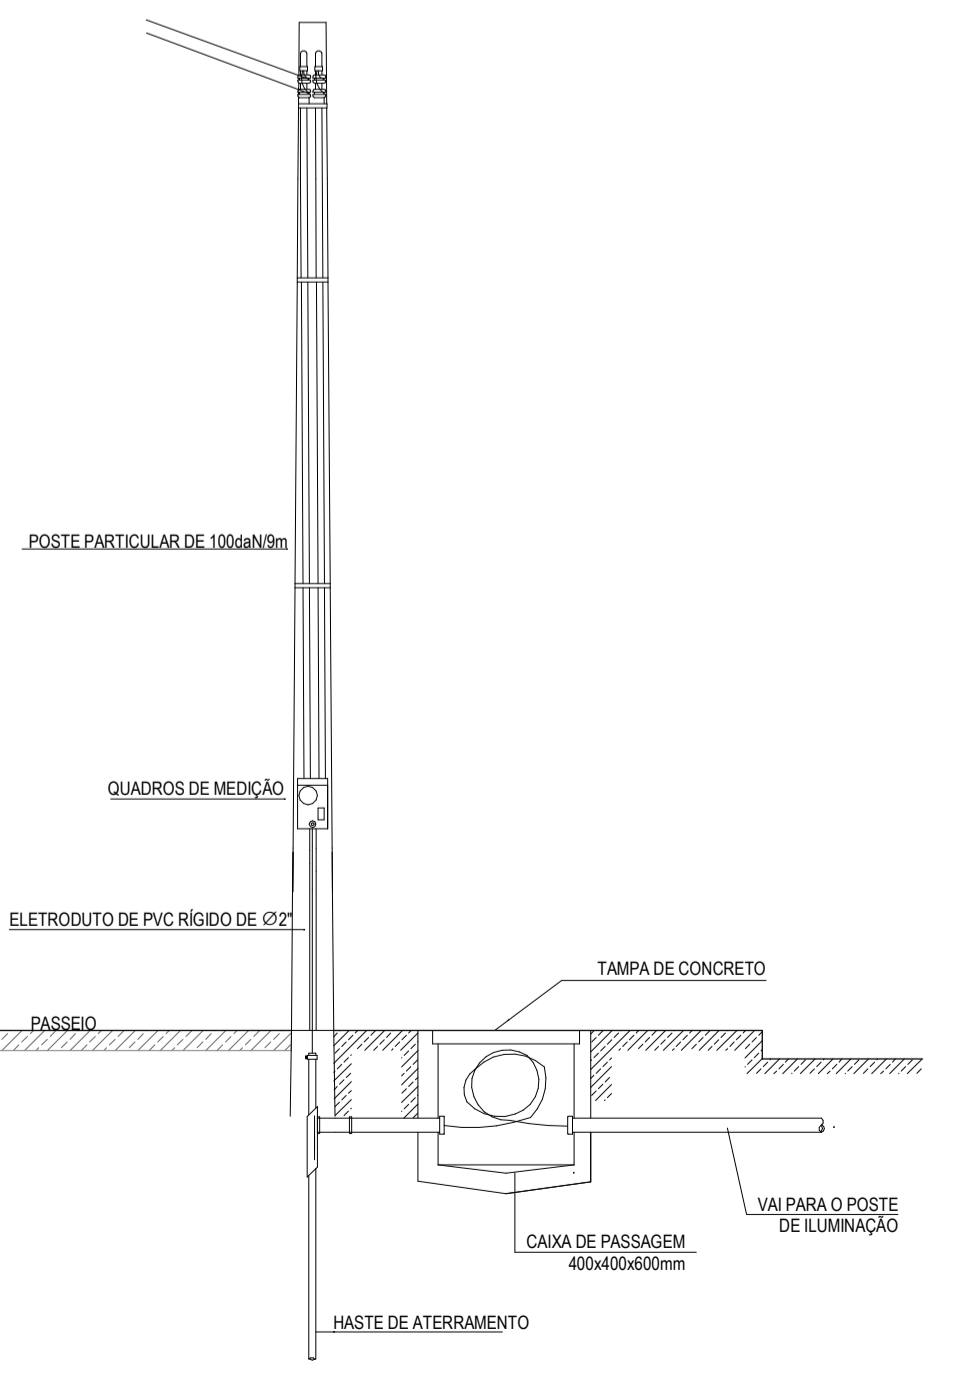 POSTE PARTICULAR DE 100daN/9m
QUADROS DE MEDIÇÃO
ELETRODUTO DE PVC RÍGIDO DE Ø2"
TAMPA DE CONCRETO
PASSEIO
VAI PARA O POSTE
DE ILUMINAÇÃO
CAIXA DE PASSAGEM
400x400x600mm
HASTE DE ATERRAMENTO